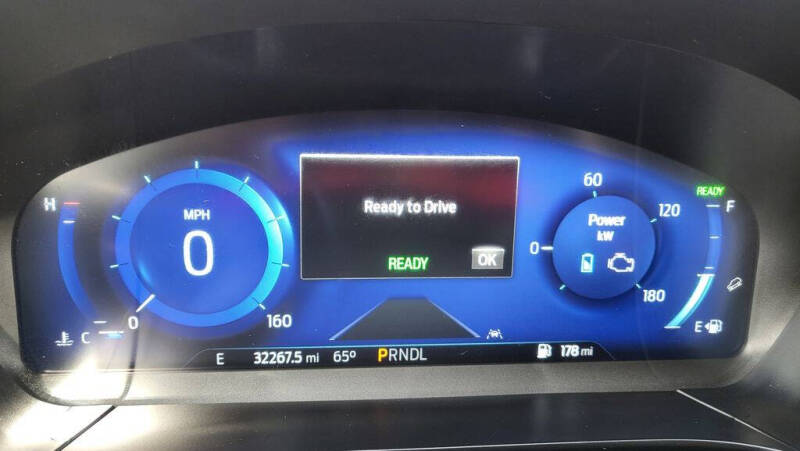 H
MPH
0
0
160
C
Ready to Drive
READY
OK
60
120
0
Power
kW
180
READY
F
E
E 32267.5 mi 65° PRNDL 178 mi